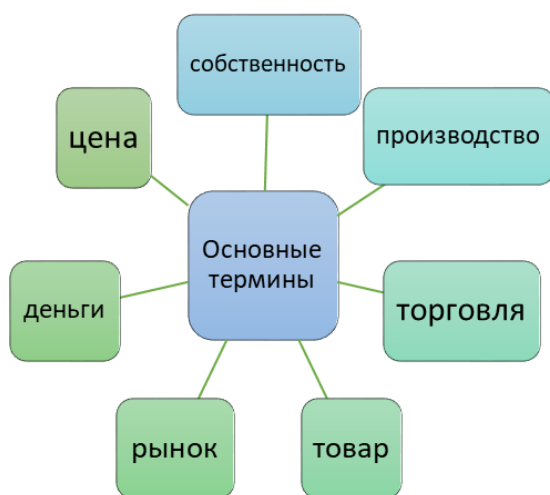 собственность
производство
цена
Основные
термины
деньги
торговля
рынок
товар